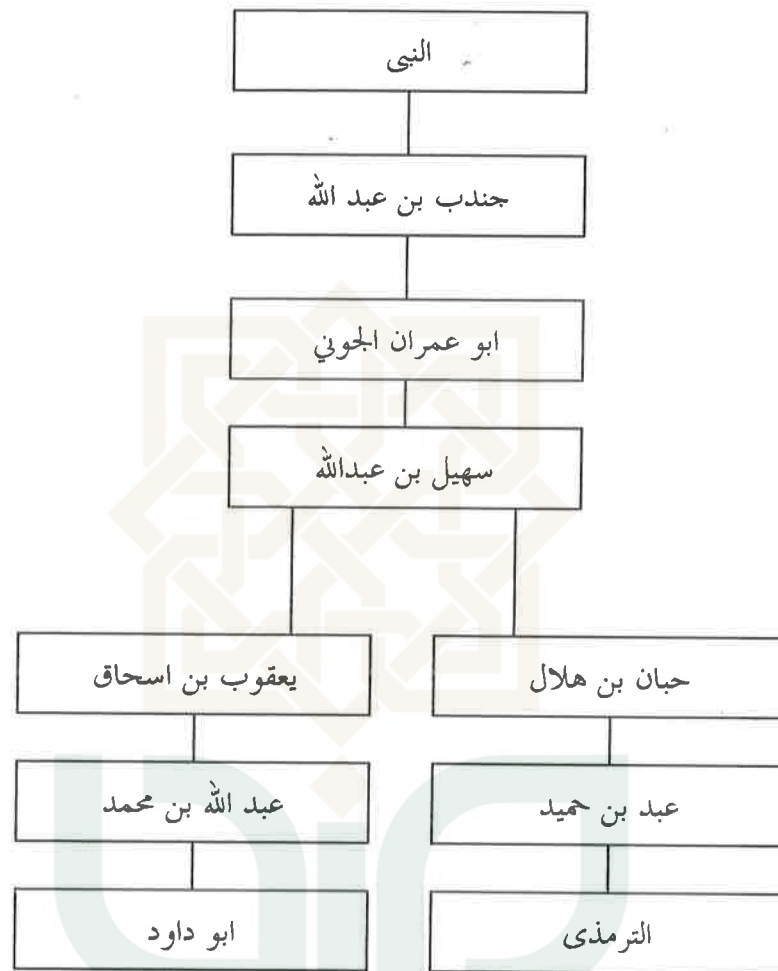 النبى
جندب بن عبد الله
ابو عمران الجوني
سهيل بن عبدالله
حبان بن هلال
يعقوب بن اسحاق
عبد بن حميد
عبد الله بن محمد
الترمذى
ابو داود